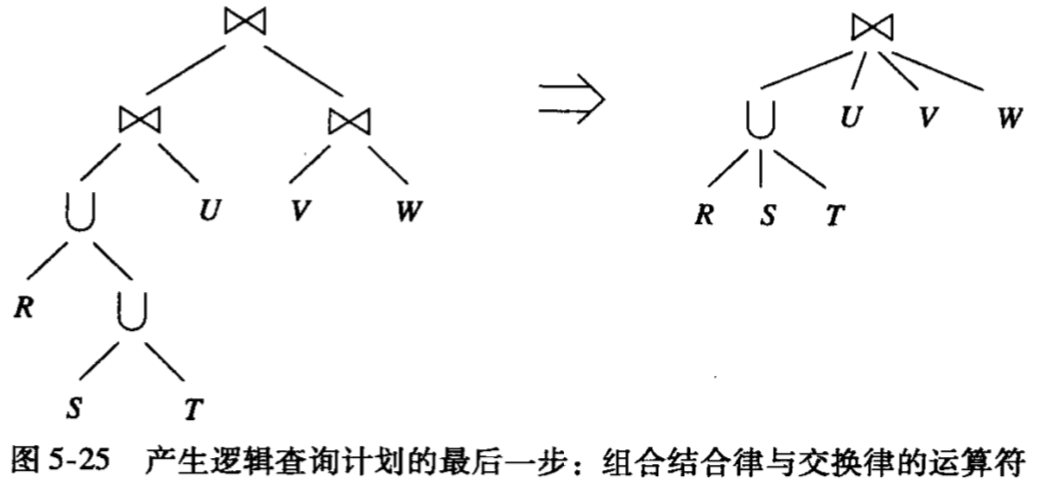 ⋈ ⋈
⋈ ⋈ ⇒ ⋃ U V W
⋃ U V W R S T
R ⋃
S T
图 5-25 产生逻辑查询计划的最后一步：组合结合律与交换律的运算符